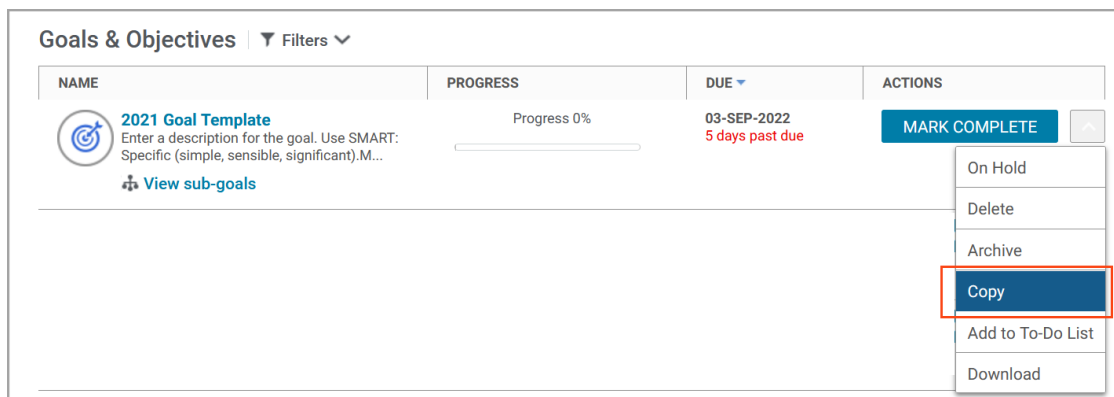 Goals & Objectives Filters
NAME PROGRESS DUE ACTIONS
2021 Goal Template Progress 0% 03-SEP-2022 MARK COMPLETE
Enter a description for the goal. Use SMART: 5 days past due
Specific (simple, sensible, significant).M...
View sub-goals
On Hold
Delete
Archive
Copy
Add to To-Do List
Download